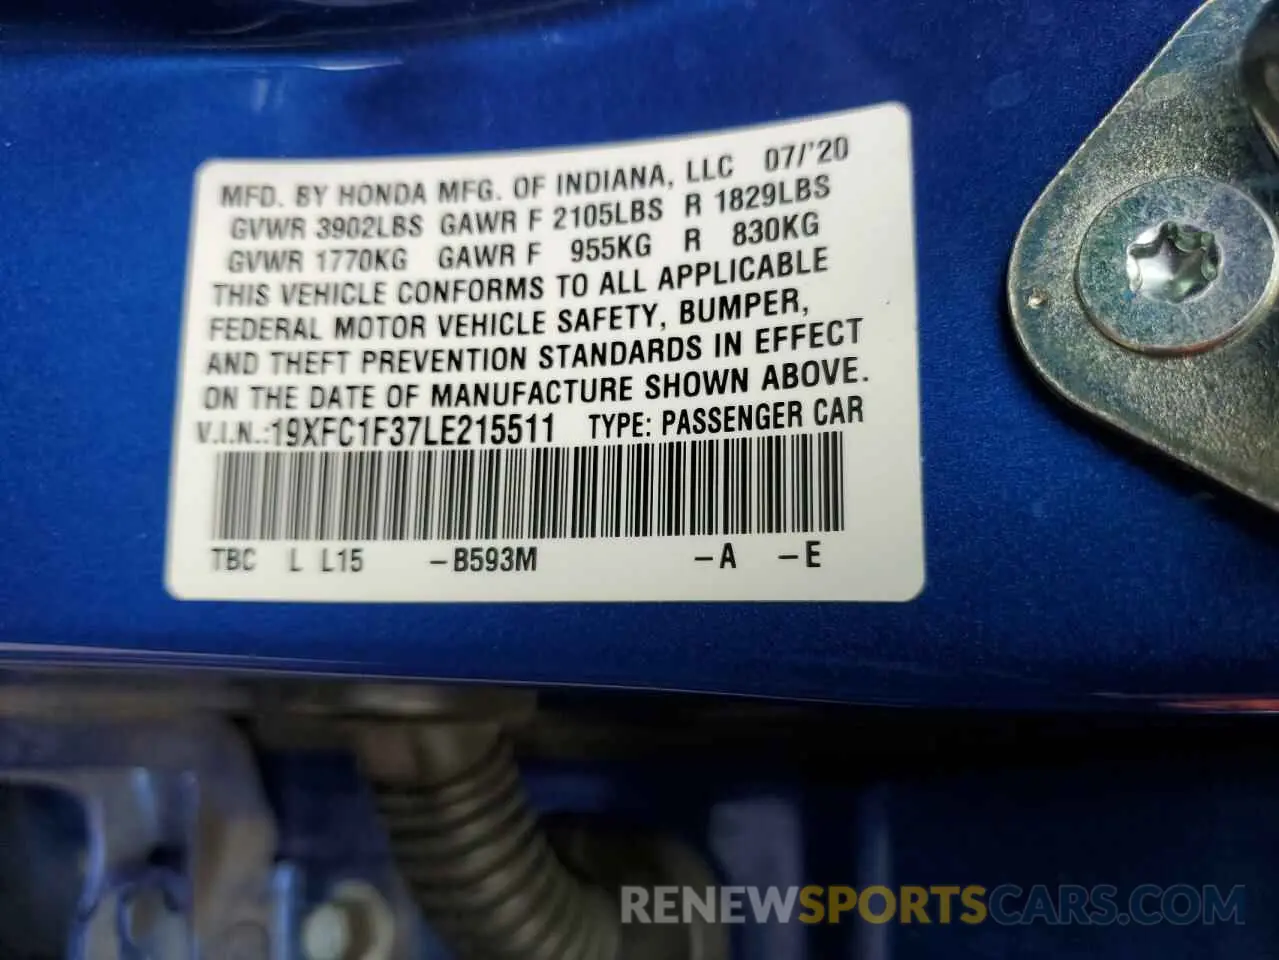 MFD. BY HONDA MFG. OF INDIANA, LLC 07/'20
GVWR 3902LBS GAWR F 2105LBS R 1829LBS
GVWR 1770KG GAWR F 955KG R 830KG
THIS VEHICLE CONFORMS TO ALL APPLICABLE
FEDERAL MOTOR VEHICLE SAFETY, BUMPER,
AND THEFT PREVENTION STANDARDS IN EFFECT
ON THE DATE OF MANUFACTURE SHOWN ABOVE.
V.I.N.:19XFC1F37LE215511 TYPE: PASSENGER CAR
TBC L L15 -B593M -A -E
RENEWSPORTSCARS.COM